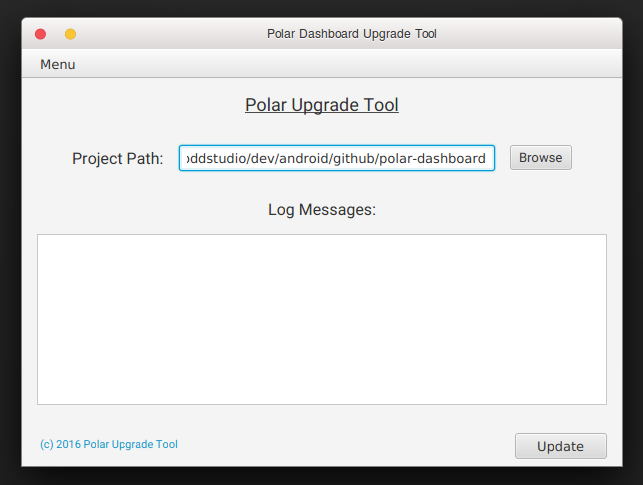 Polar Dashboard Upgrade Tool
Menu
Polar Upgrade Tool
Project Path: ddstudio/dev/android/github/polar-dashboard Browse
Log Messages:
(c) 2016 Polar Upgrade Tool Update